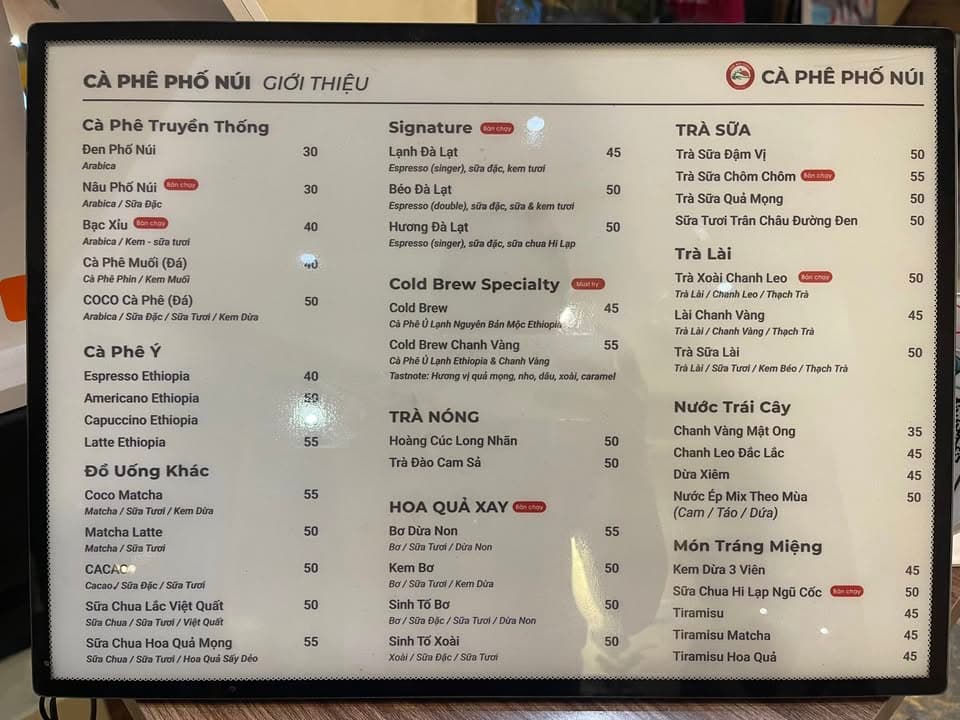 CÀ PHÊ PHỐ NÚI GIỚI THIỆU
CÀ PHÊ PHỐ NÚI
Cà Phê Truyền Thống
Đen Phố Núi 30
Arabica
Nâu Phố Núi Bán chạy 30
Arabica / Sữa Đặc
Bạc Xỉu Bán chạy 40
Arabica / Kem - sữa tươi
Cà Phê Muối (Đá) 40
Cà Phê Phin / Kem Muối
COCO Cà Phê (Đá) 50
Arabica / Sữa Đặc / Sữa Tươi / Kem Dừa
Cà Phê Ý
Espresso Ethiopia 40
Americano Ethiopia 50
Capuccino Ethiopia
Latte Ethiopia 55
Đồ Uống Khác
Coco Matcha 55
Matcha / Sữa Tươi / Kem Dừa
Matcha Latte 50
Matcha / Sữa Tươi
CACAO 50
Cacao / Sữa Đặc / Sữa Tươi
Sữa Chua Lắc Việt Quất 50
Sữa Chua / Sữa Tươi / Việt Quất
Sữa Chua Hoa Quả Mọng 55
Sữa Chua / Sữa Tươi / Hoa Quả Sấy Dẻo
Signature Bán chạy
Lạnh Đà Lạt 45
Espresso (singer), sữa đặc, kem tươi
Béo Đà Lạt 50
Espresso (double), sữa đặc, sữa & kem tươi
Hương Đà Lạt 50
Espresso (singer), sữa đặc, sữa chua Hi Lạp
Cold Brew Specialty Must try
Cold Brew 45
Cà Phê Ủ Lạnh Nguyên Bản Mộc Ethiopia
Cold Brew Chanh Vàng 55
Cà Phê Ủ Lạnh Ethiopia & Chanh Vàng
Tastnote: Hương vị quả mọng, nho, dâu, xoài, caramel
TRÀ NÓNG
Hoàng Cúc Long Nhãn 50
Trà Đào Cam Sả 50
HOA QUẢ XAY Bán chạy
Bơ Dừa Non 55
Bơ / Sữa Tươi / Dừa Non
Kem Bơ 50
Bơ / Sữa Tươi / Kem Dừa
Sinh Tố Bơ 50
Bơ / Sữa Đặc / Sữa Tươi / Dừa Non
Sinh Tố Xoài 50
Xoài / Sữa Đặc / Sữa Tươi
TRÀ SỮA
Trà Sữa Đậm Vị 50
Trà Sữa Chôm Chôm Bán chạy 55
Trà Sữa Quả Mọng 50
Sữa Tươi Trân Châu Đường Đen 50
Trà Lài
Trà Xoài Chanh Leo Bán chạy 50
Trà Lài / Chanh Leo / Thạch Trà
Lài Chanh Vàng 45
Trà Lài / Chanh Vàng / Thạch Trà
Trà Sữa Lài 50
Trà Lài / Sữa Tươi / Kem Béo / Thạch Trà
Nước Trái Cây
Chanh Vàng Mật Ong 35
Chanh Leo Đắc Lắc 45
Dừa Xiêm 45
Nước Ép Mix Theo Mùa 50
(Cam / Táo / Dứa)
Món Tráng Miệng
Kem Dừa 3 Viên 45
Sữa Chua Hi Lạp Ngũ Cốc Bán chạy 50
Tiramisu 45
Tiramisu Matcha 45
Tiramisu Hoa Quả 45